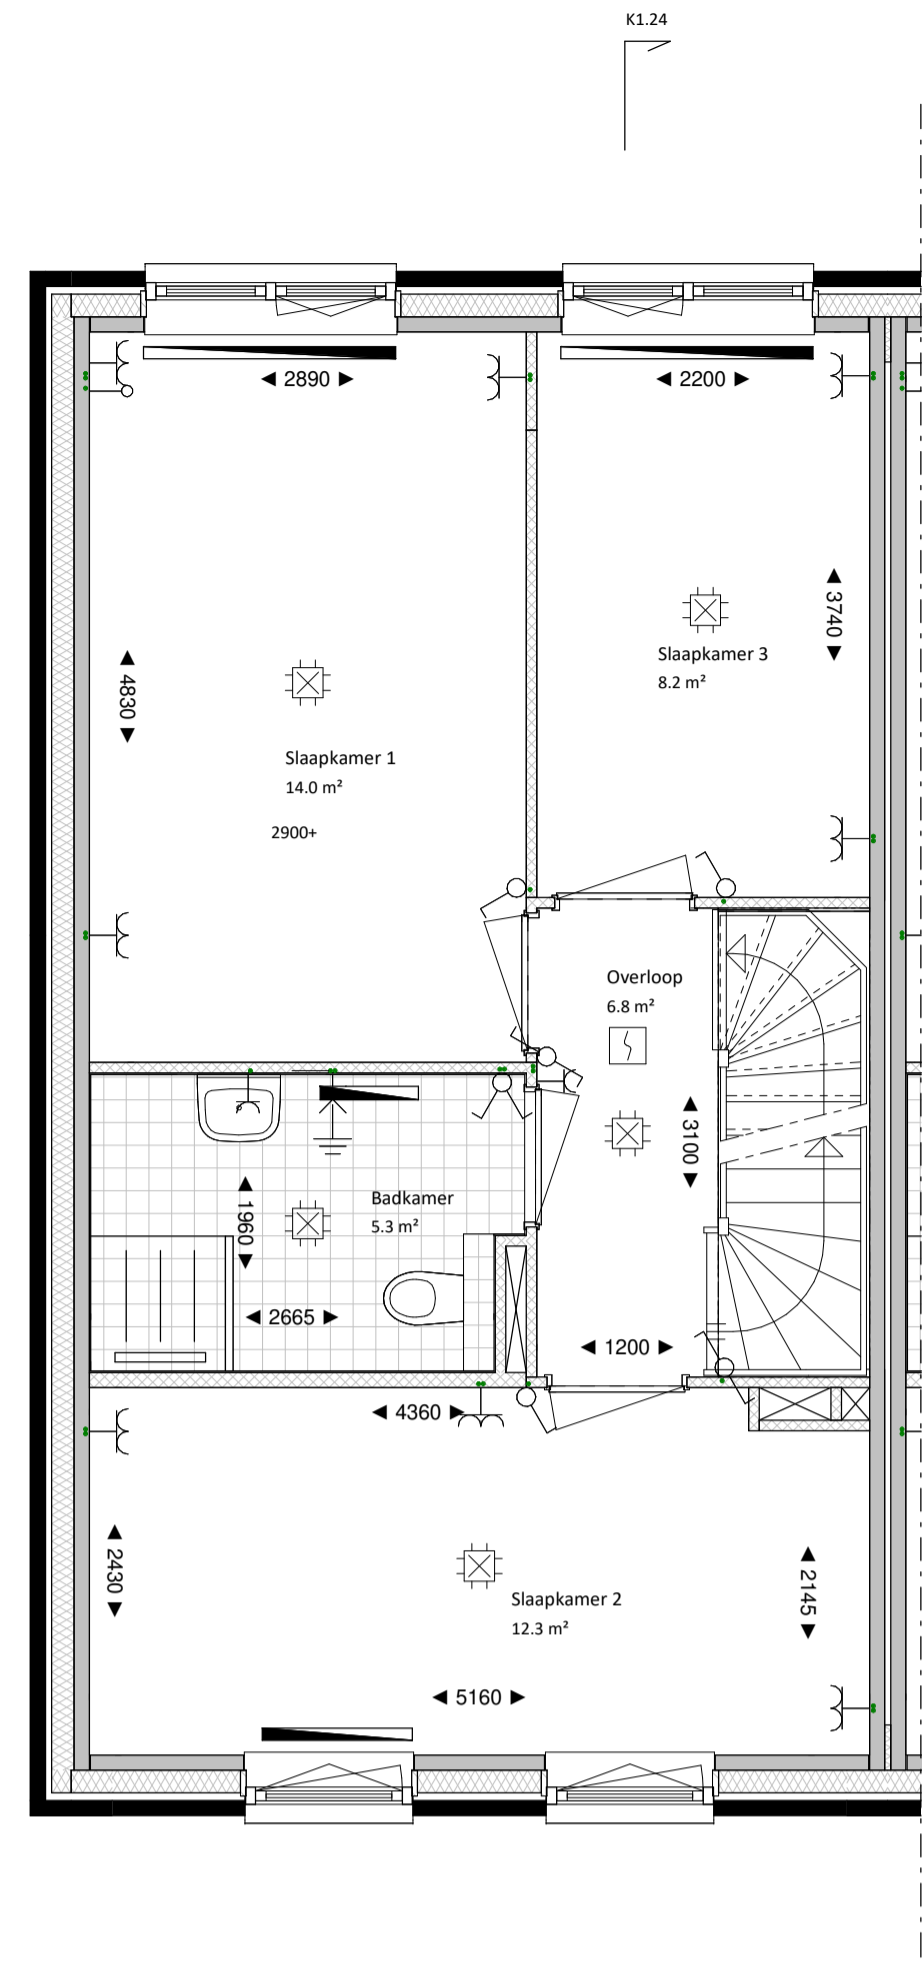 K1.24
2890
2200
3740
Slaapkamer 3
8.2 m²
4830
Slaapkamer 1
14.0 m²
2900+
Overloop
6.8 m²
3100
Badkamer
5.3 m²
1960
2665
1200
4360
2430
2145
Slaapkamer 2
12.3 m²
5160